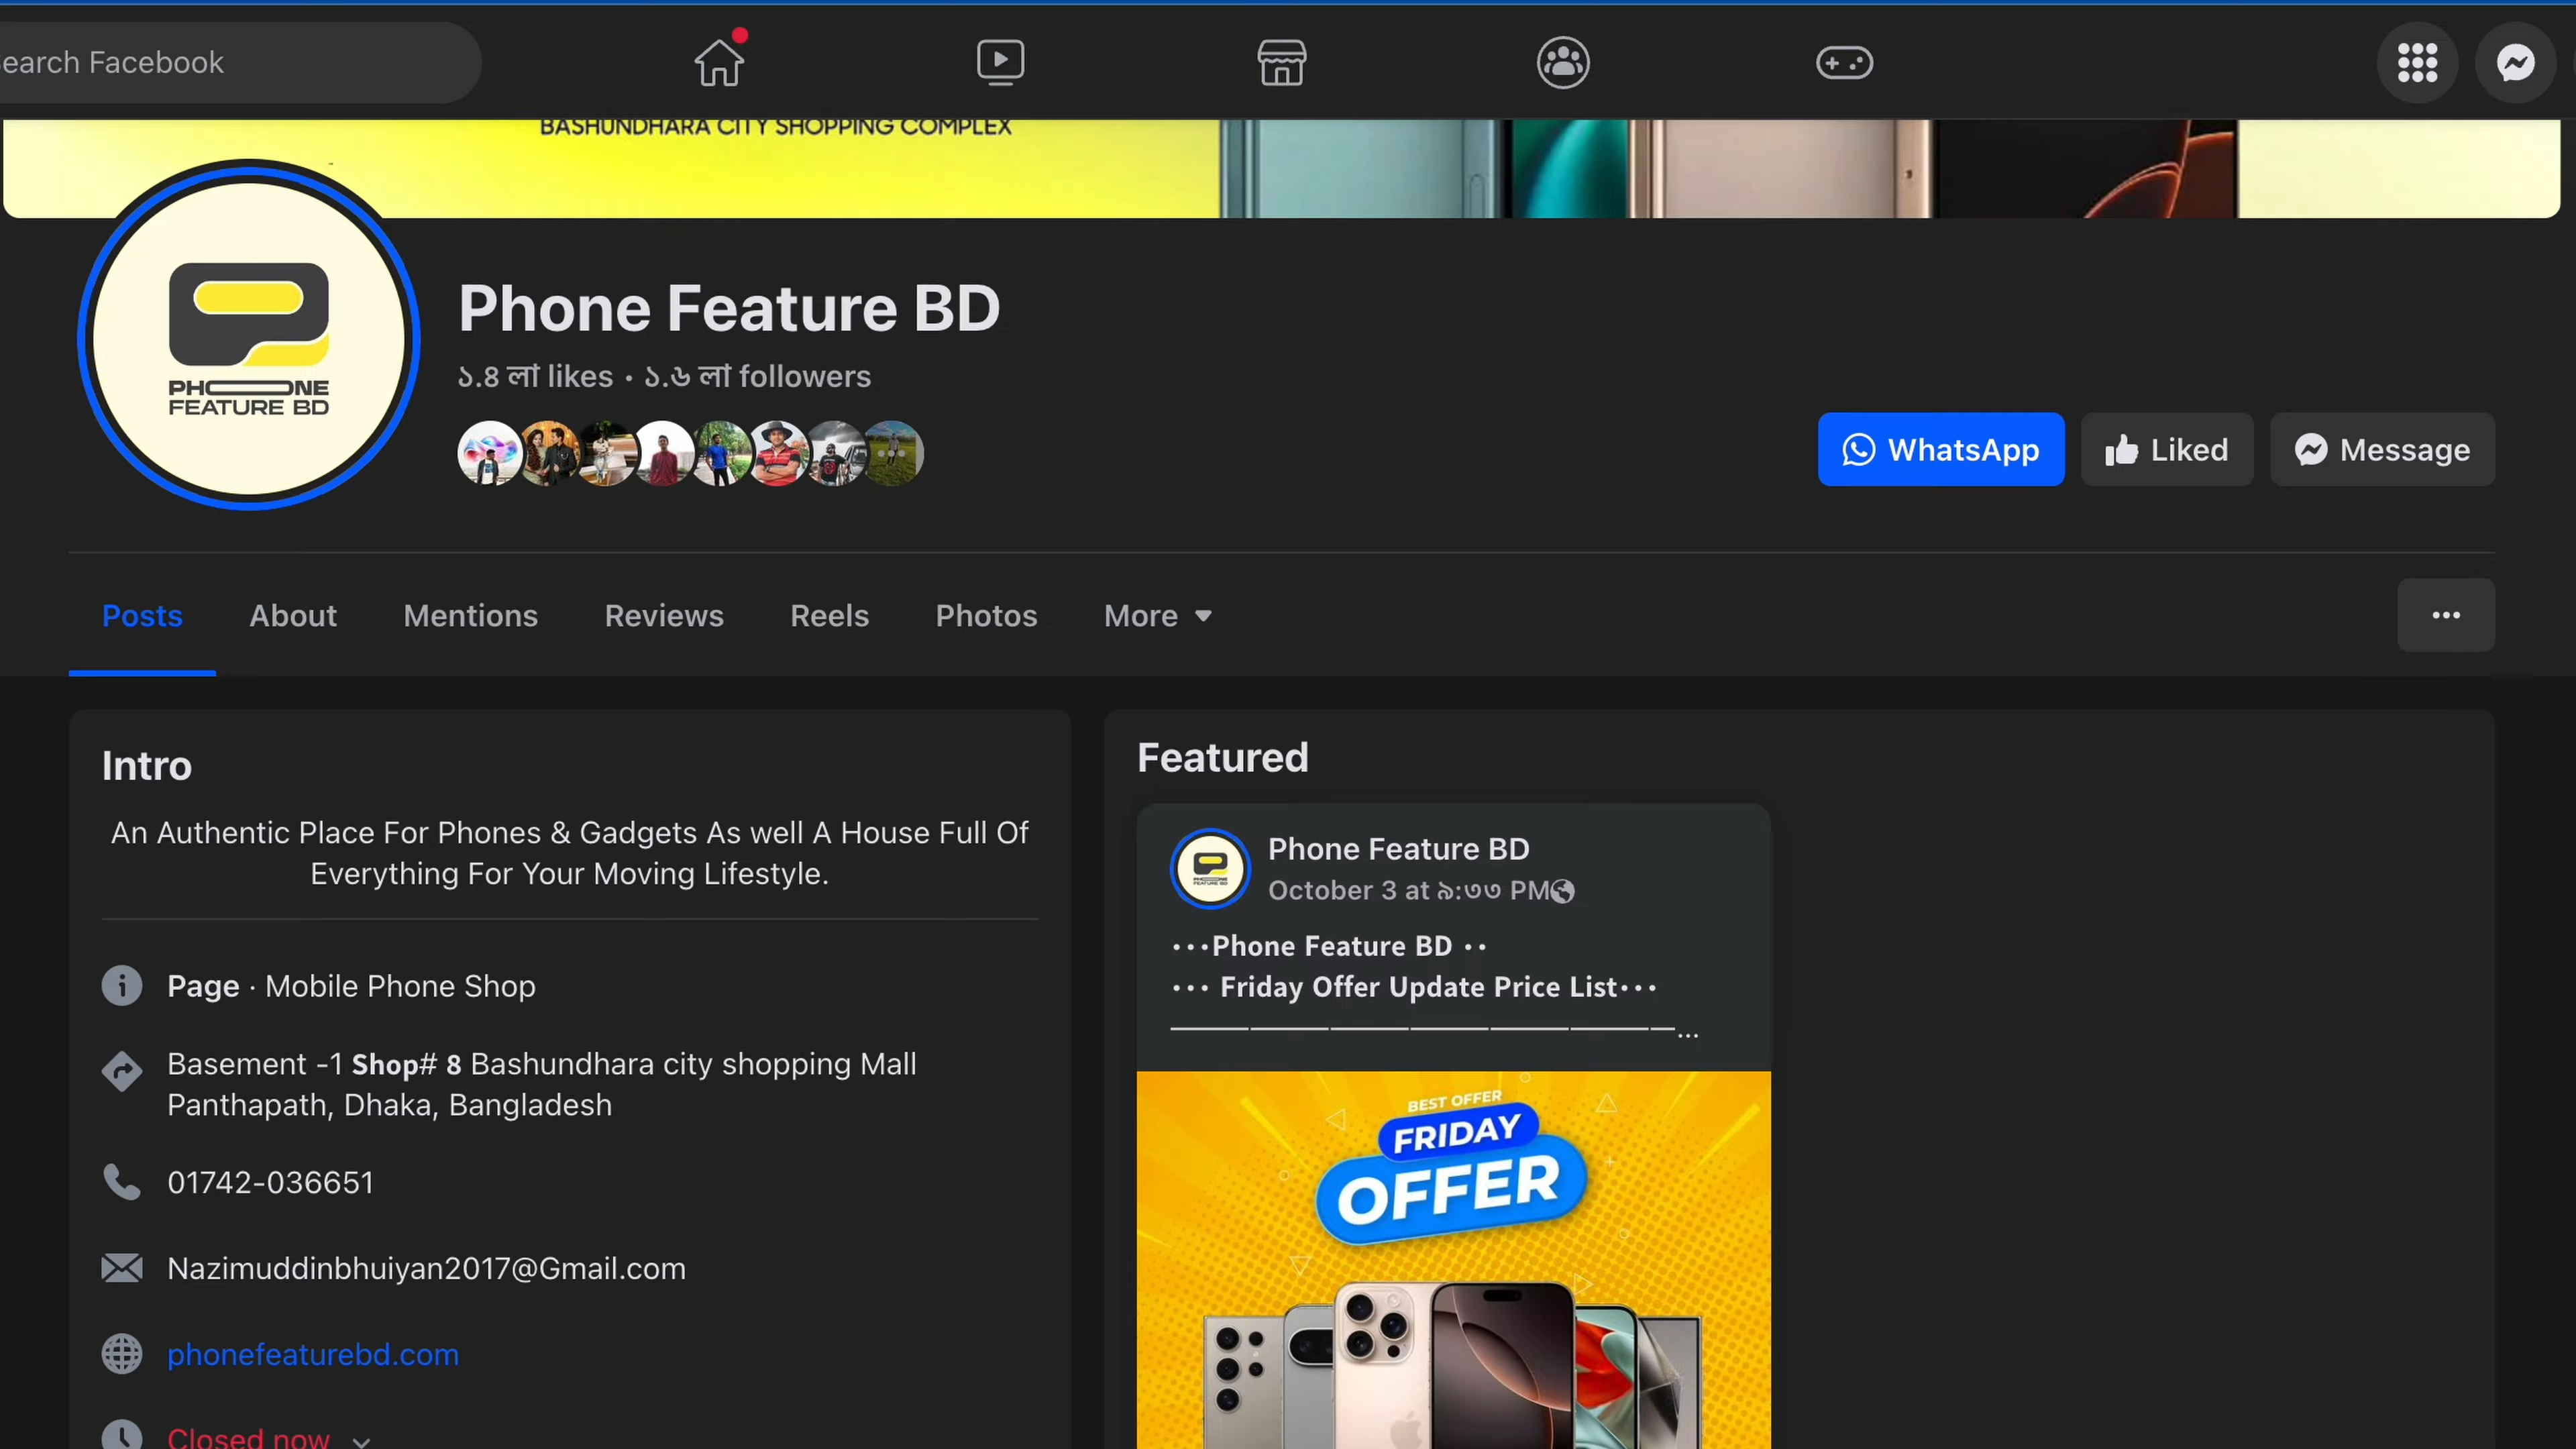 earch Facebook
BASHUNDHARA CITY SHOPPING COMPLEX
PHONE
FEATURE BD
Phone Feature BD
১.৪ লা likes · ১.৬ লা followers
WhatsApp
Liked
Message
Posts
About
Mentions
Reviews
Reels
Photos
More
Intro
An Authentic Place For Phones & Gadgets As well A House Full Of
Everything For Your Moving Lifestyle.
Page · Mobile Phone Shop
Basement -1 Shop# 8 Bashundhara city shopping Mall
Panthapath, Dhaka, Bangladesh
01742-036651
Nazimuddinbhuiyan2017@Gmail.com
phonefeaturebd.com
Closed now
Featured
Phone Feature BD
October 3 at ৯:৩৩ PM
•••Phone Feature BD ••
••• Friday Offer Update Price List•••
——————————————————...
BEST OFFER
FRIDAY
OFFER